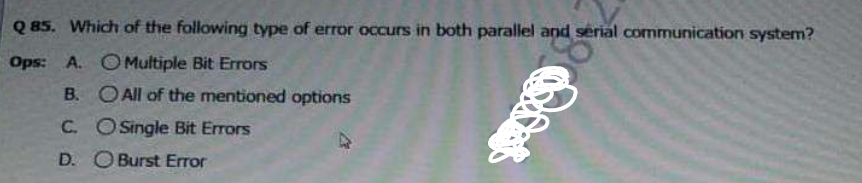 Q 85. Which of the following type of error occurs in both parallel and serial communication system?
Ops: A. Multiple Bit Errors
B. All of the mentioned options
C. Single Bit Errors
D. Burst Error